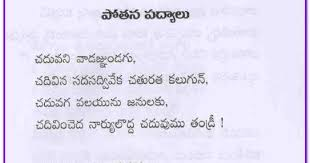 పోతన పద్యాలు
చదువని వాడజ్ఞుండగు,
చదివిన సదసద్వివేక చతురత కలుగున్,
చదువగ వలయును జనులకు,
చదివించెద నార్యులొద్ద చదువుము తండ్రీ !